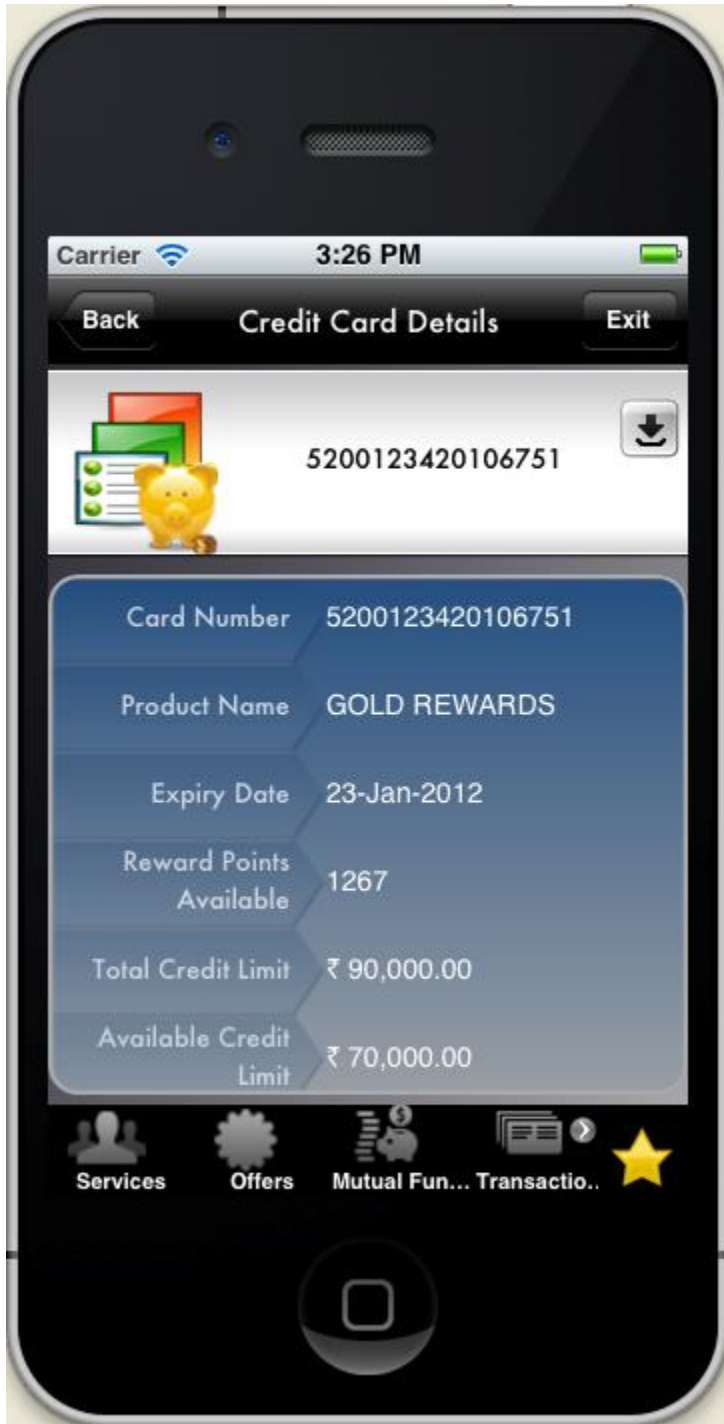 Carrier 3:26 PM
Back Credit Card Details Exit
5200123420106751
Card Number 5200123420106751
Product Name GOLD REWARDS
Expiry Date 23-Jan-2012
Reward Points
Available 1267
Total Credit Limit ₹ 90,000.00
Available Credit
Limit ₹ 70,000.00
$
Services Offers Mutual Fun... Transactio..